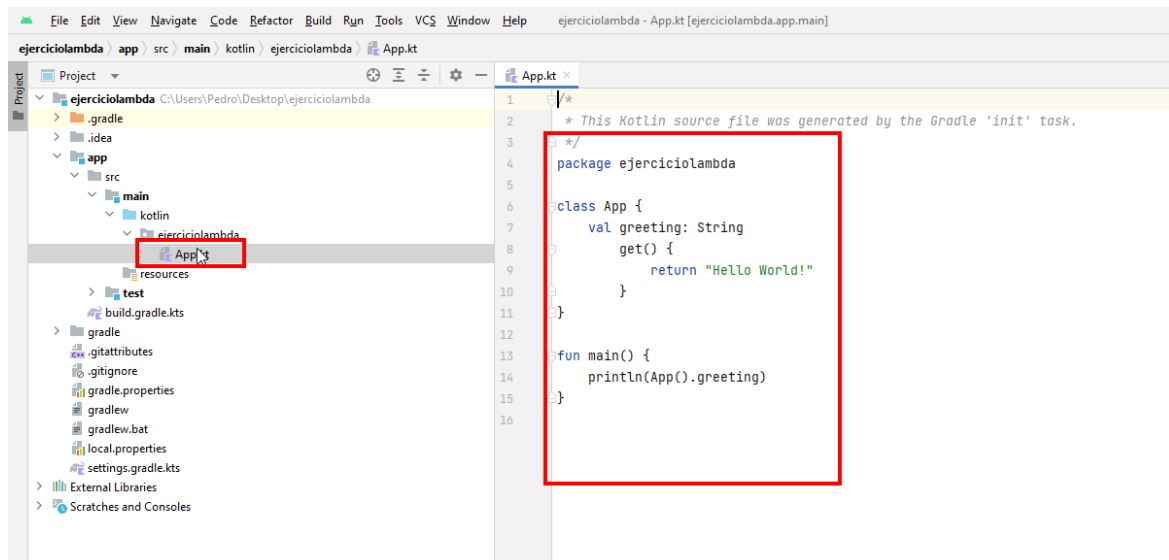 File Edit View Navigate Code Refactor Build Run Tools VCS Window Help ejerciciolambda - App.kt [ejerciciolambda.app.main]
ejerciciolambda app src main kotlin ejerciciolambda App.kt
Project
Project
ejerciciolambda C:\Users\Pedro\Desktop\ejerciciolambda
.gradle
.idea
app
src
main
kotlin
ejerciciolambda
App.kt
resources
test
build.gradle.kts
gradle
.gitattributes
.gitignore
gradle.properties
gradlew
gradlew.bat
local.properties
settings.gradle.kts
External Libraries
Scratches and Consoles
App.kt
1 /*
2 * This Kotlin source file was generated by the Gradle 'init' task.
3 */
4 package ejerciciolambda
5
6 class App {
7 val greeting: String
8 get() {
9 return "Hello World!"
10 }
11 }
12
13 fun main() {
14 println(App().greeting)
15 }
16